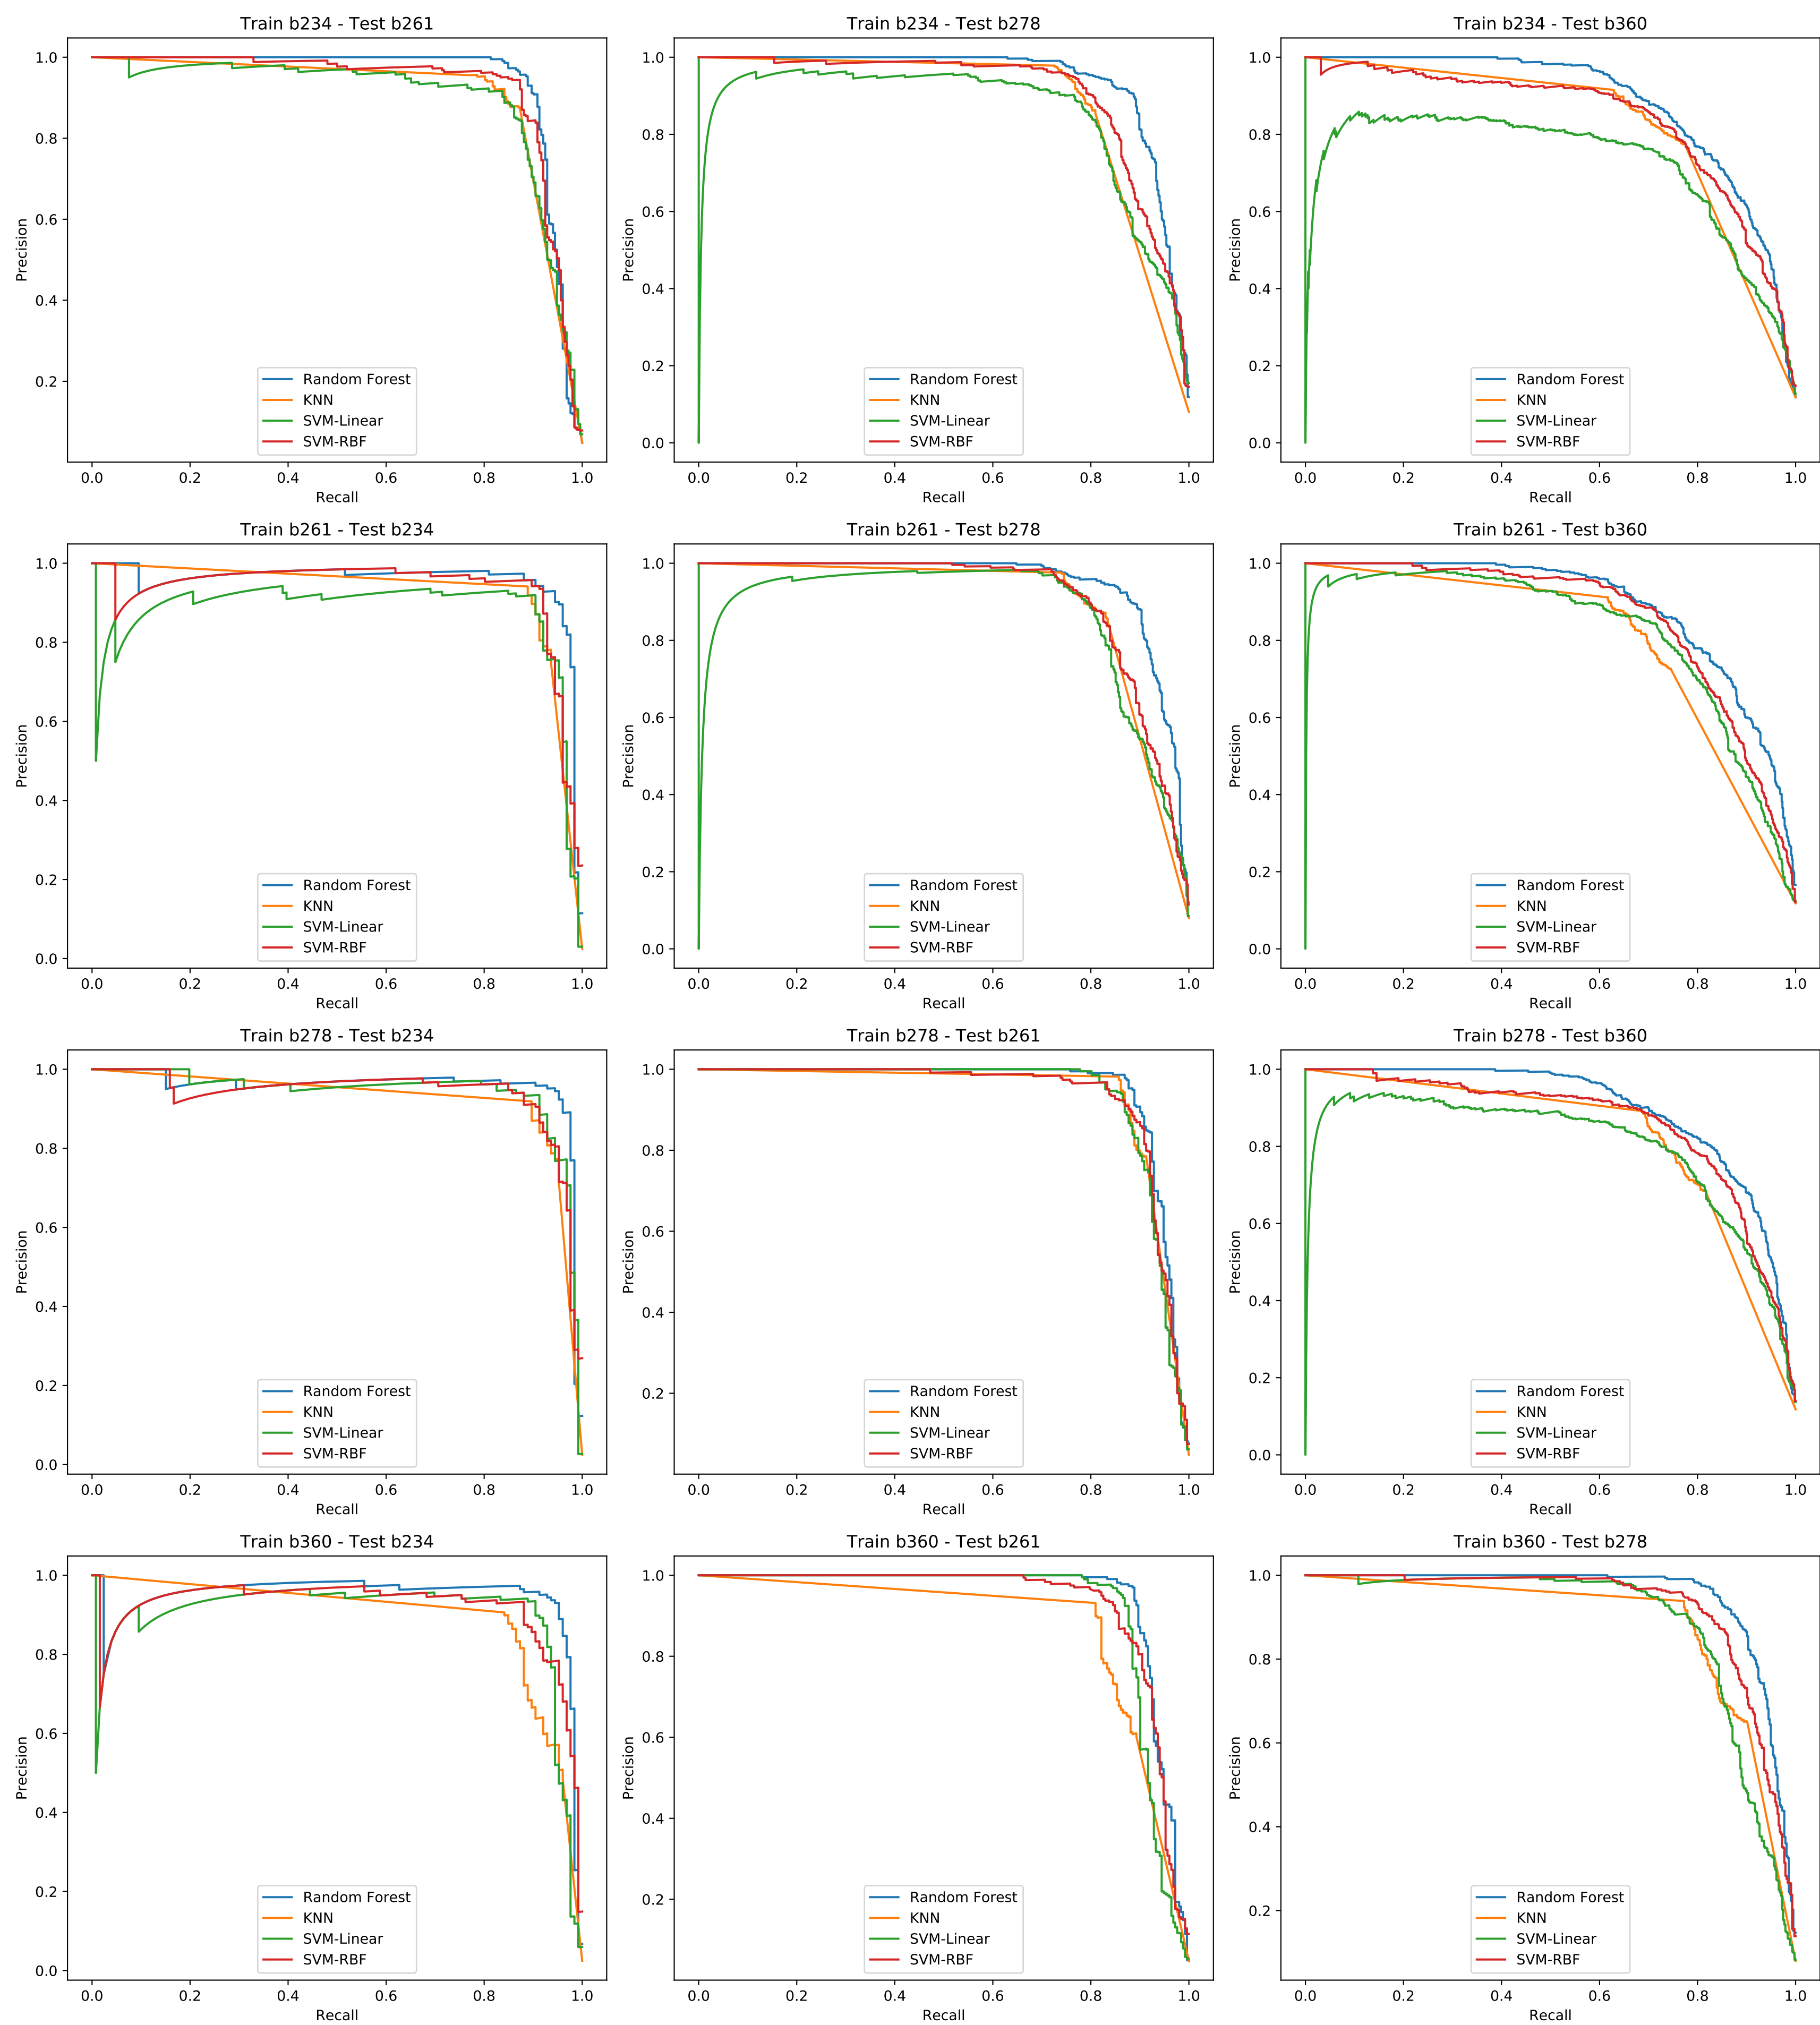 Train b234 - Test b261
Precision
1.0
0.8
0.6
0.4
0.2
Random Forest
KNN
SVM-Linear
SVM-RBF
0.0 0.2 0.4 0.6 0.8 1.0
Recall
Train b234 - Test b278
Precision
1.0
0.8
0.6
0.4
0.2
0.0
Random Forest
KNN
SVM-Linear
SVM-RBF
0.0 0.2 0.4 0.6 0.8 1.0
Recall
Train b234 - Test b360
Precision
1.0
0.8
0.6
0.4
0.2
0.0
Random Forest
KNN
SVM-Linear
SVM-RBF
0.0 0.2 0.4 0.6 0.8 1.0
Recall
Train b261 - Test b234
Precision
1.0
0.8
0.6
0.4
0.2
0.0
Random Forest
KNN
SVM-Linear
SVM-RBF
0.0 0.2 0.4 0.6 0.8 1.0
Recall
Train b261 - Test b278
Precision
1.0
0.8
0.6
0.4
0.2
0.0
Random Forest
KNN
SVM-Linear
SVM-RBF
0.0 0.2 0.4 0.6 0.8 1.0
Recall
Train b261 - Test b360
Precision
1.0
0.8
0.6
0.4
0.2
0.0
Random Forest
KNN
SVM-Linear
SVM-RBF
0.0 0.2 0.4 0.6 0.8 1.0
Recall
Train b278 - Test b234
Precision
1.0
0.8
0.6
0.4
0.2
0.0
Random Forest
KNN
SVM-Linear
SVM-RBF
0.0 0.2 0.4 0.6 0.8 1.0
Recall
Train b278 - Test b261
Precision
1.0
0.8
0.6
0.4
0.2
Random Forest
KNN
SVM-Linear
SVM-RBF
0.0 0.2 0.4 0.6 0.8 1.0
Recall
Train b278 - Test b360
Precision
1.0
0.8
0.6
0.4
0.2
0.0
Random Forest
KNN
SVM-Linear
SVM-RBF
0.0 0.2 0.4 0.6 0.8 1.0
Recall
Train b360 - Test b234
Precision
1.0
0.8
0.6
0.4
0.2
0.0
Random Forest
KNN
SVM-Linear
SVM-RBF
0.0 0.2 0.4 0.6 0.8 1.0
Recall
Train b360 - Test b261
Precision
1.0
0.8
0.6
0.4
0.2
Random Forest
KNN
SVM-Linear
SVM-RBF
0.0 0.2 0.4 0.6 0.8 1.0
Recall
Train b360 - Test b278
Precision
1.0
0.8
0.6
0.4
0.2
Random Forest
KNN
SVM-Linear
SVM-RBF
0.0 0.2 0.4 0.6 0.8 1.0
Recall